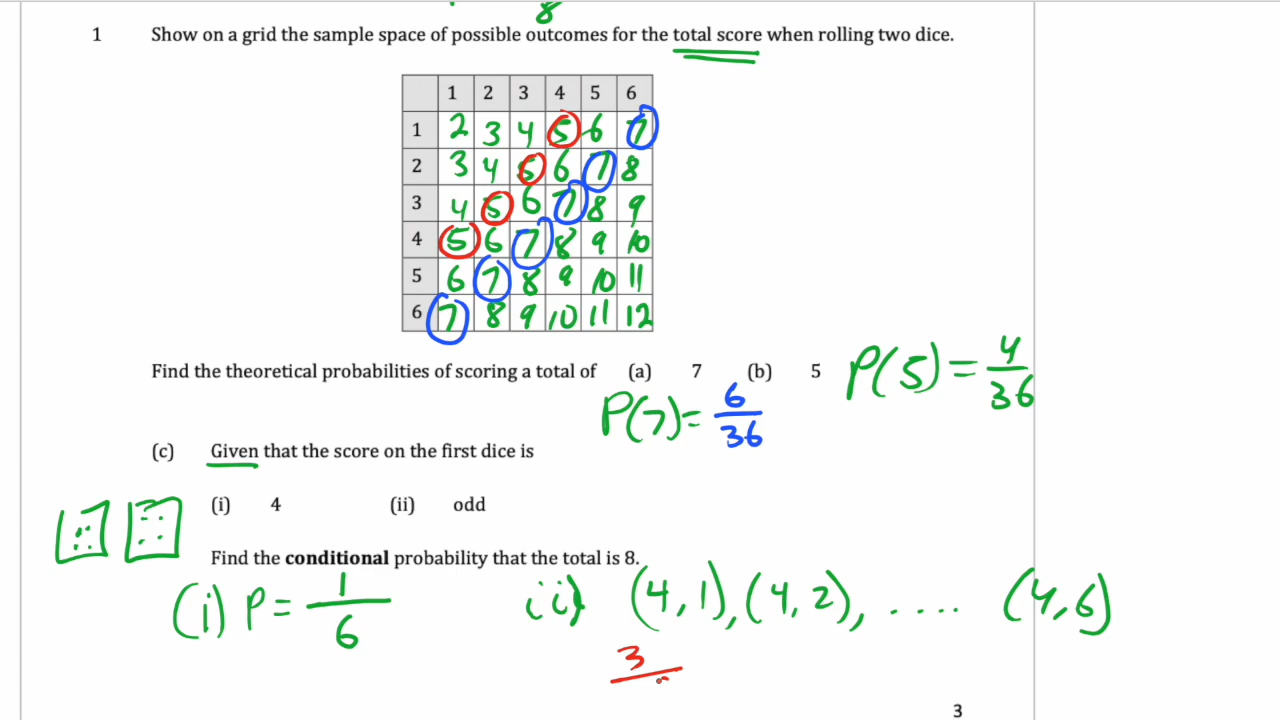 8
1 Show on a grid the sample space of possible outcomes for the total score when rolling two dice.
1 2 3 4 5 6
1 2 3 4 5 6 7
2 3 4 5 6 7 8
3 4 5 6 7 8 9
4 5 6 7 8 9 10
5 6 7 8 9 10 11
6 7 8 9 10 11 12
Find the theoretical probabilities of scoring a total of (a) 7 (b) 5 P(5) = 4/36
P(7) = 6/36
(c) Given that the score on the first dice is
(i) 4 (ii) odd
Find the conditional probability that the total is 8.
(i) P = 1/6 ii) (4,1), (4,2), ..... (4,6)
3
3